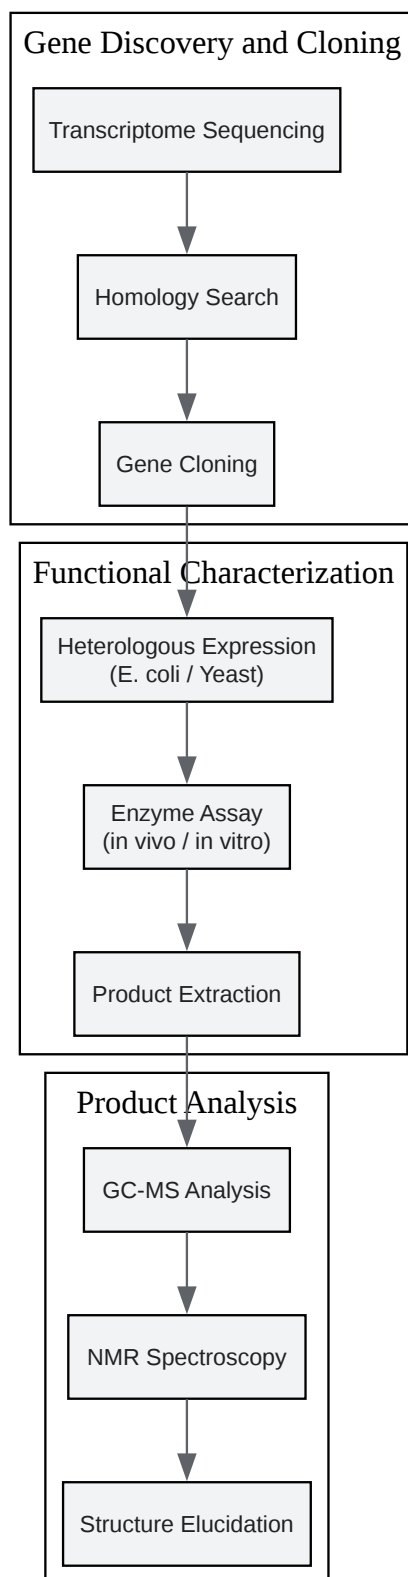 Gene Discovery and Cloning
Transcriptome Sequencing
Homology Search
Gene Cloning
Functional Characterization
Heterologous Expression
(E. coli / Yeast)
Enzyme Assay
(in vivo / in vitro)
Product Extraction
Product Analysis
GC-MS Analysis
NMR Spectroscopy
Structure Elucidation